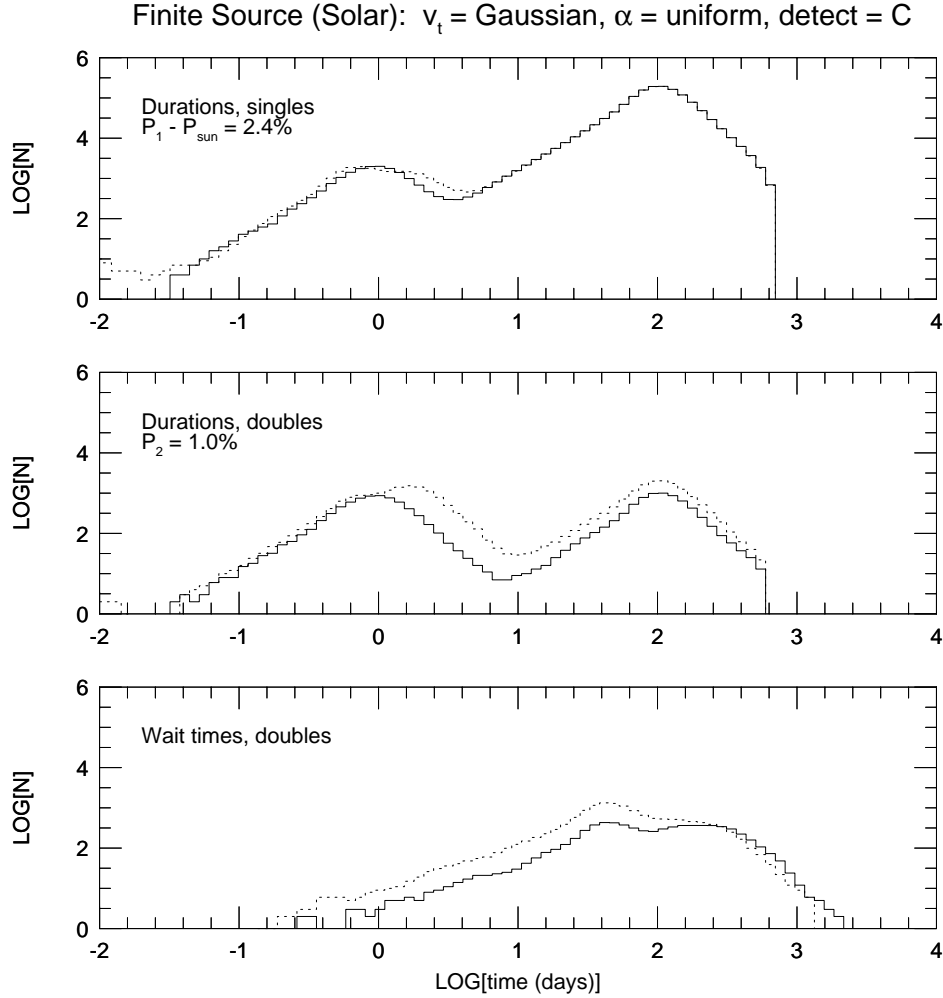 Finite Source (Solar): v_t = Gaussian, α = uniform, detect = C
6
4
2
0
LOG[N]
Durations, singles
P_1 - P_sun = 2.4%
-2 -1 0 1 2 3 4
6
4
2
0
LOG[N]
Durations, doubles
P_2 = 1.0%
-2 -1 0 1 2 3 4
6
4
2
0
LOG[N]
Wait times, doubles
-2 -1 0 1 2 3 4
LOG[time (days)]